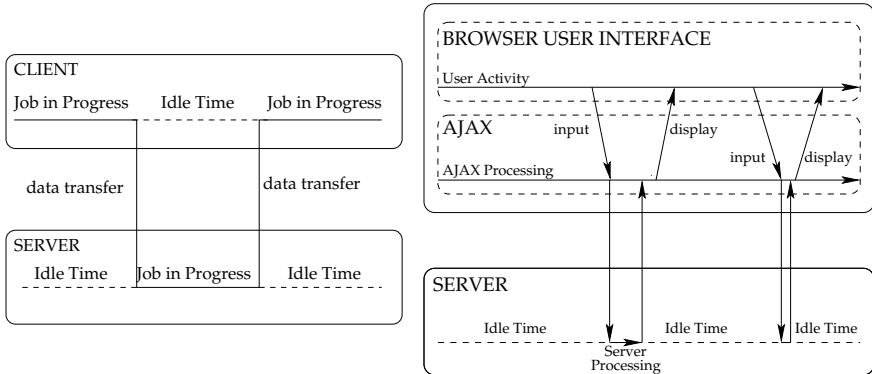 CLIENT
Job in Progress Idle Time Job in Progress
data transfer data transfer
SERVER
Idle Time Job in Progress Idle Time
BROWSER USER INTERFACE
User Activity
AJAX
input display input display
AJAX Processing
SERVER
Idle Time Idle Time Idle Time
Server
Processing